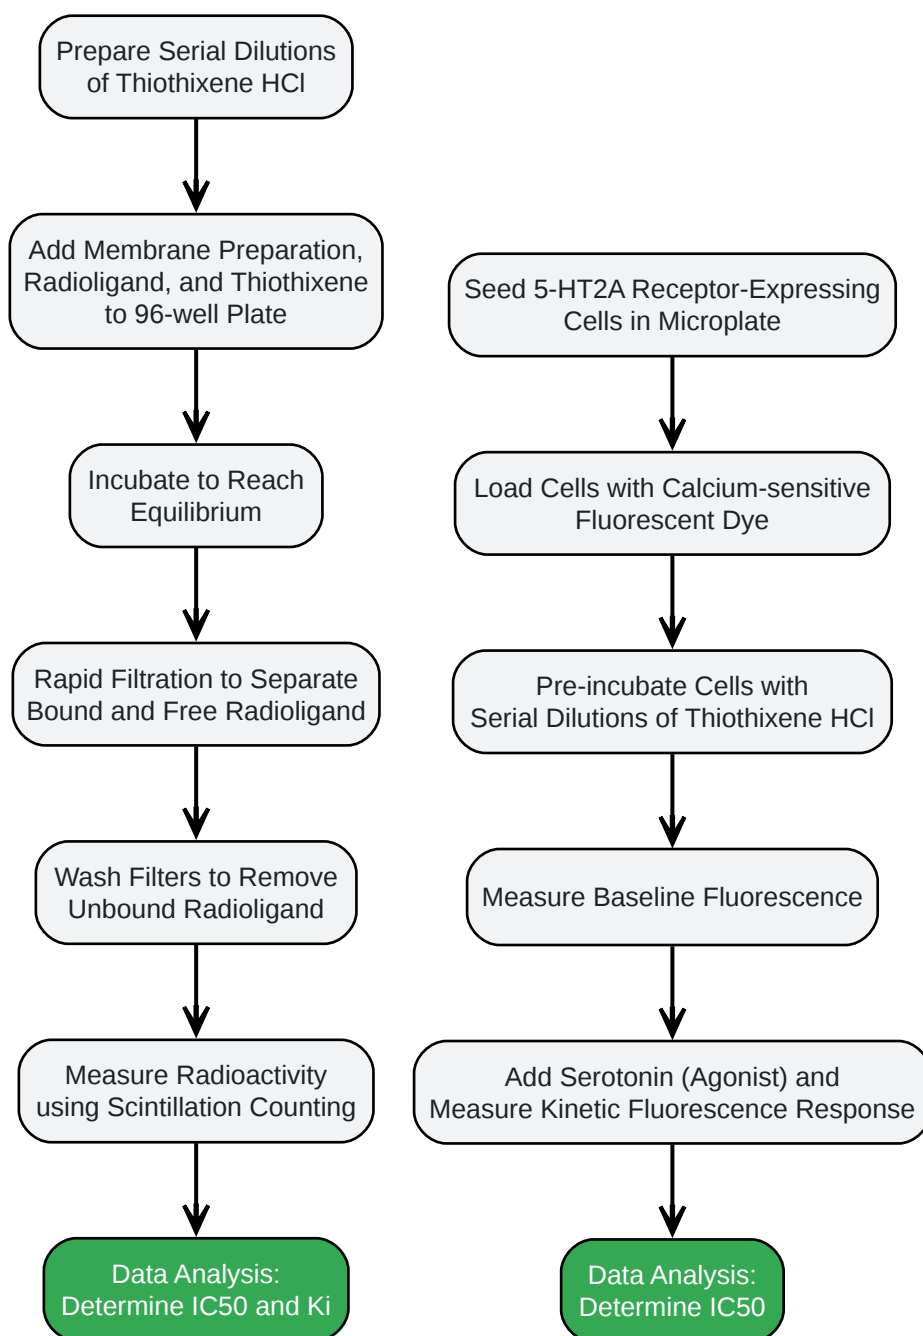 Prepare Serial Dilutions
of Thiothixene HCl
Add Membrane Preparation,
Radioligand, and Thiothixene
to 96-well Plate
Incubate to Reach
Equilibrium
Rapid Filtration to Separate
Bound and Free Radioligand
Wash Filters to Remove
Unbound Radioligand
Measure Radioactivity
using Scintillation Counting
Data Analysis:
Determine IC50 and Ki
Seed 5-HT2A Receptor-Expressing
Cells in Microplate
Load Cells with Calcium-sensitive
Fluorescent Dye
Pre-incubate Cells with
Serial Dilutions of Thiothixene HCl
Measure Baseline Fluorescence
Add Serotonin (Agonist) and
Measure Kinetic Fluorescence Response
Data Analysis:
Determine IC50